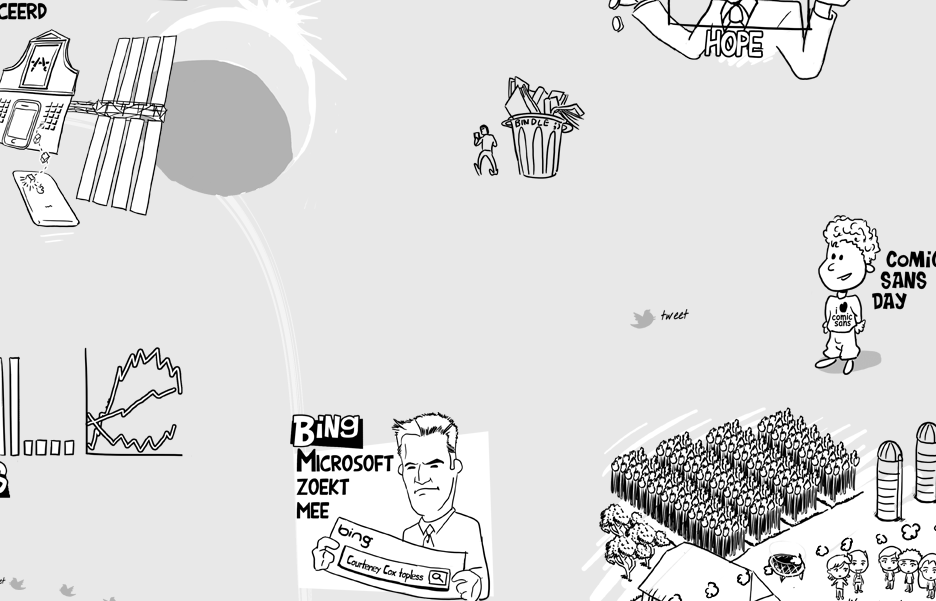 CEERD
HOPE
BINDLE
COMIC
SANS
DAY
i
comic
sans
tweet
BiNg
MICROSOFT
ZOEKT
MEE
bing
Courteney Cox topless